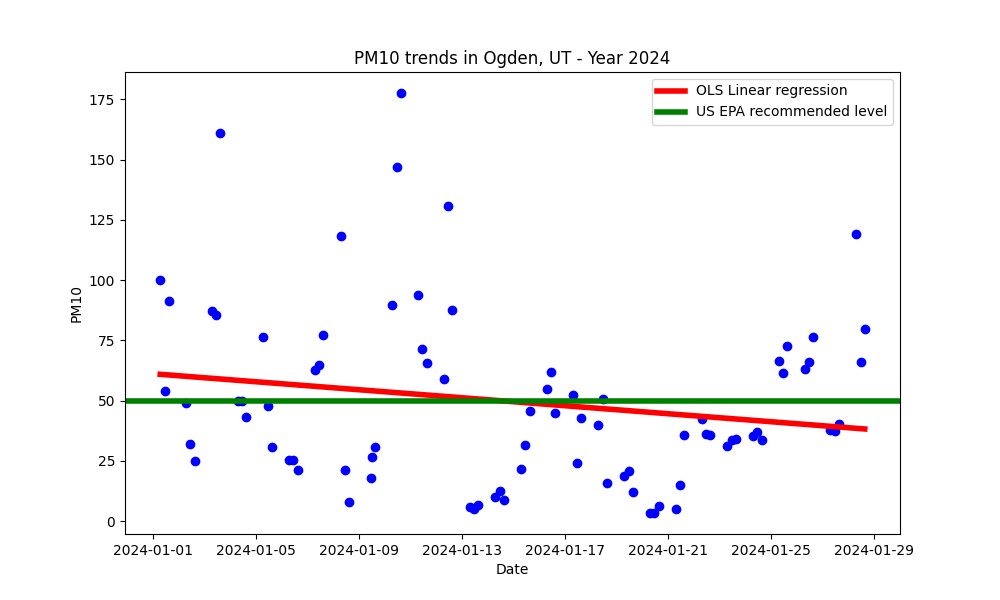 PM10 trends in Ogden, UT - Year 2024
OLS Linear regression
US EPA recommended level
175
150
125
100
75
50
25
0
PM10
2024-01-01 2024-01-05 2024-01-09 2024-01-13 2024-01-17 2024-01-21 2024-01-25 2024-01-29
Date